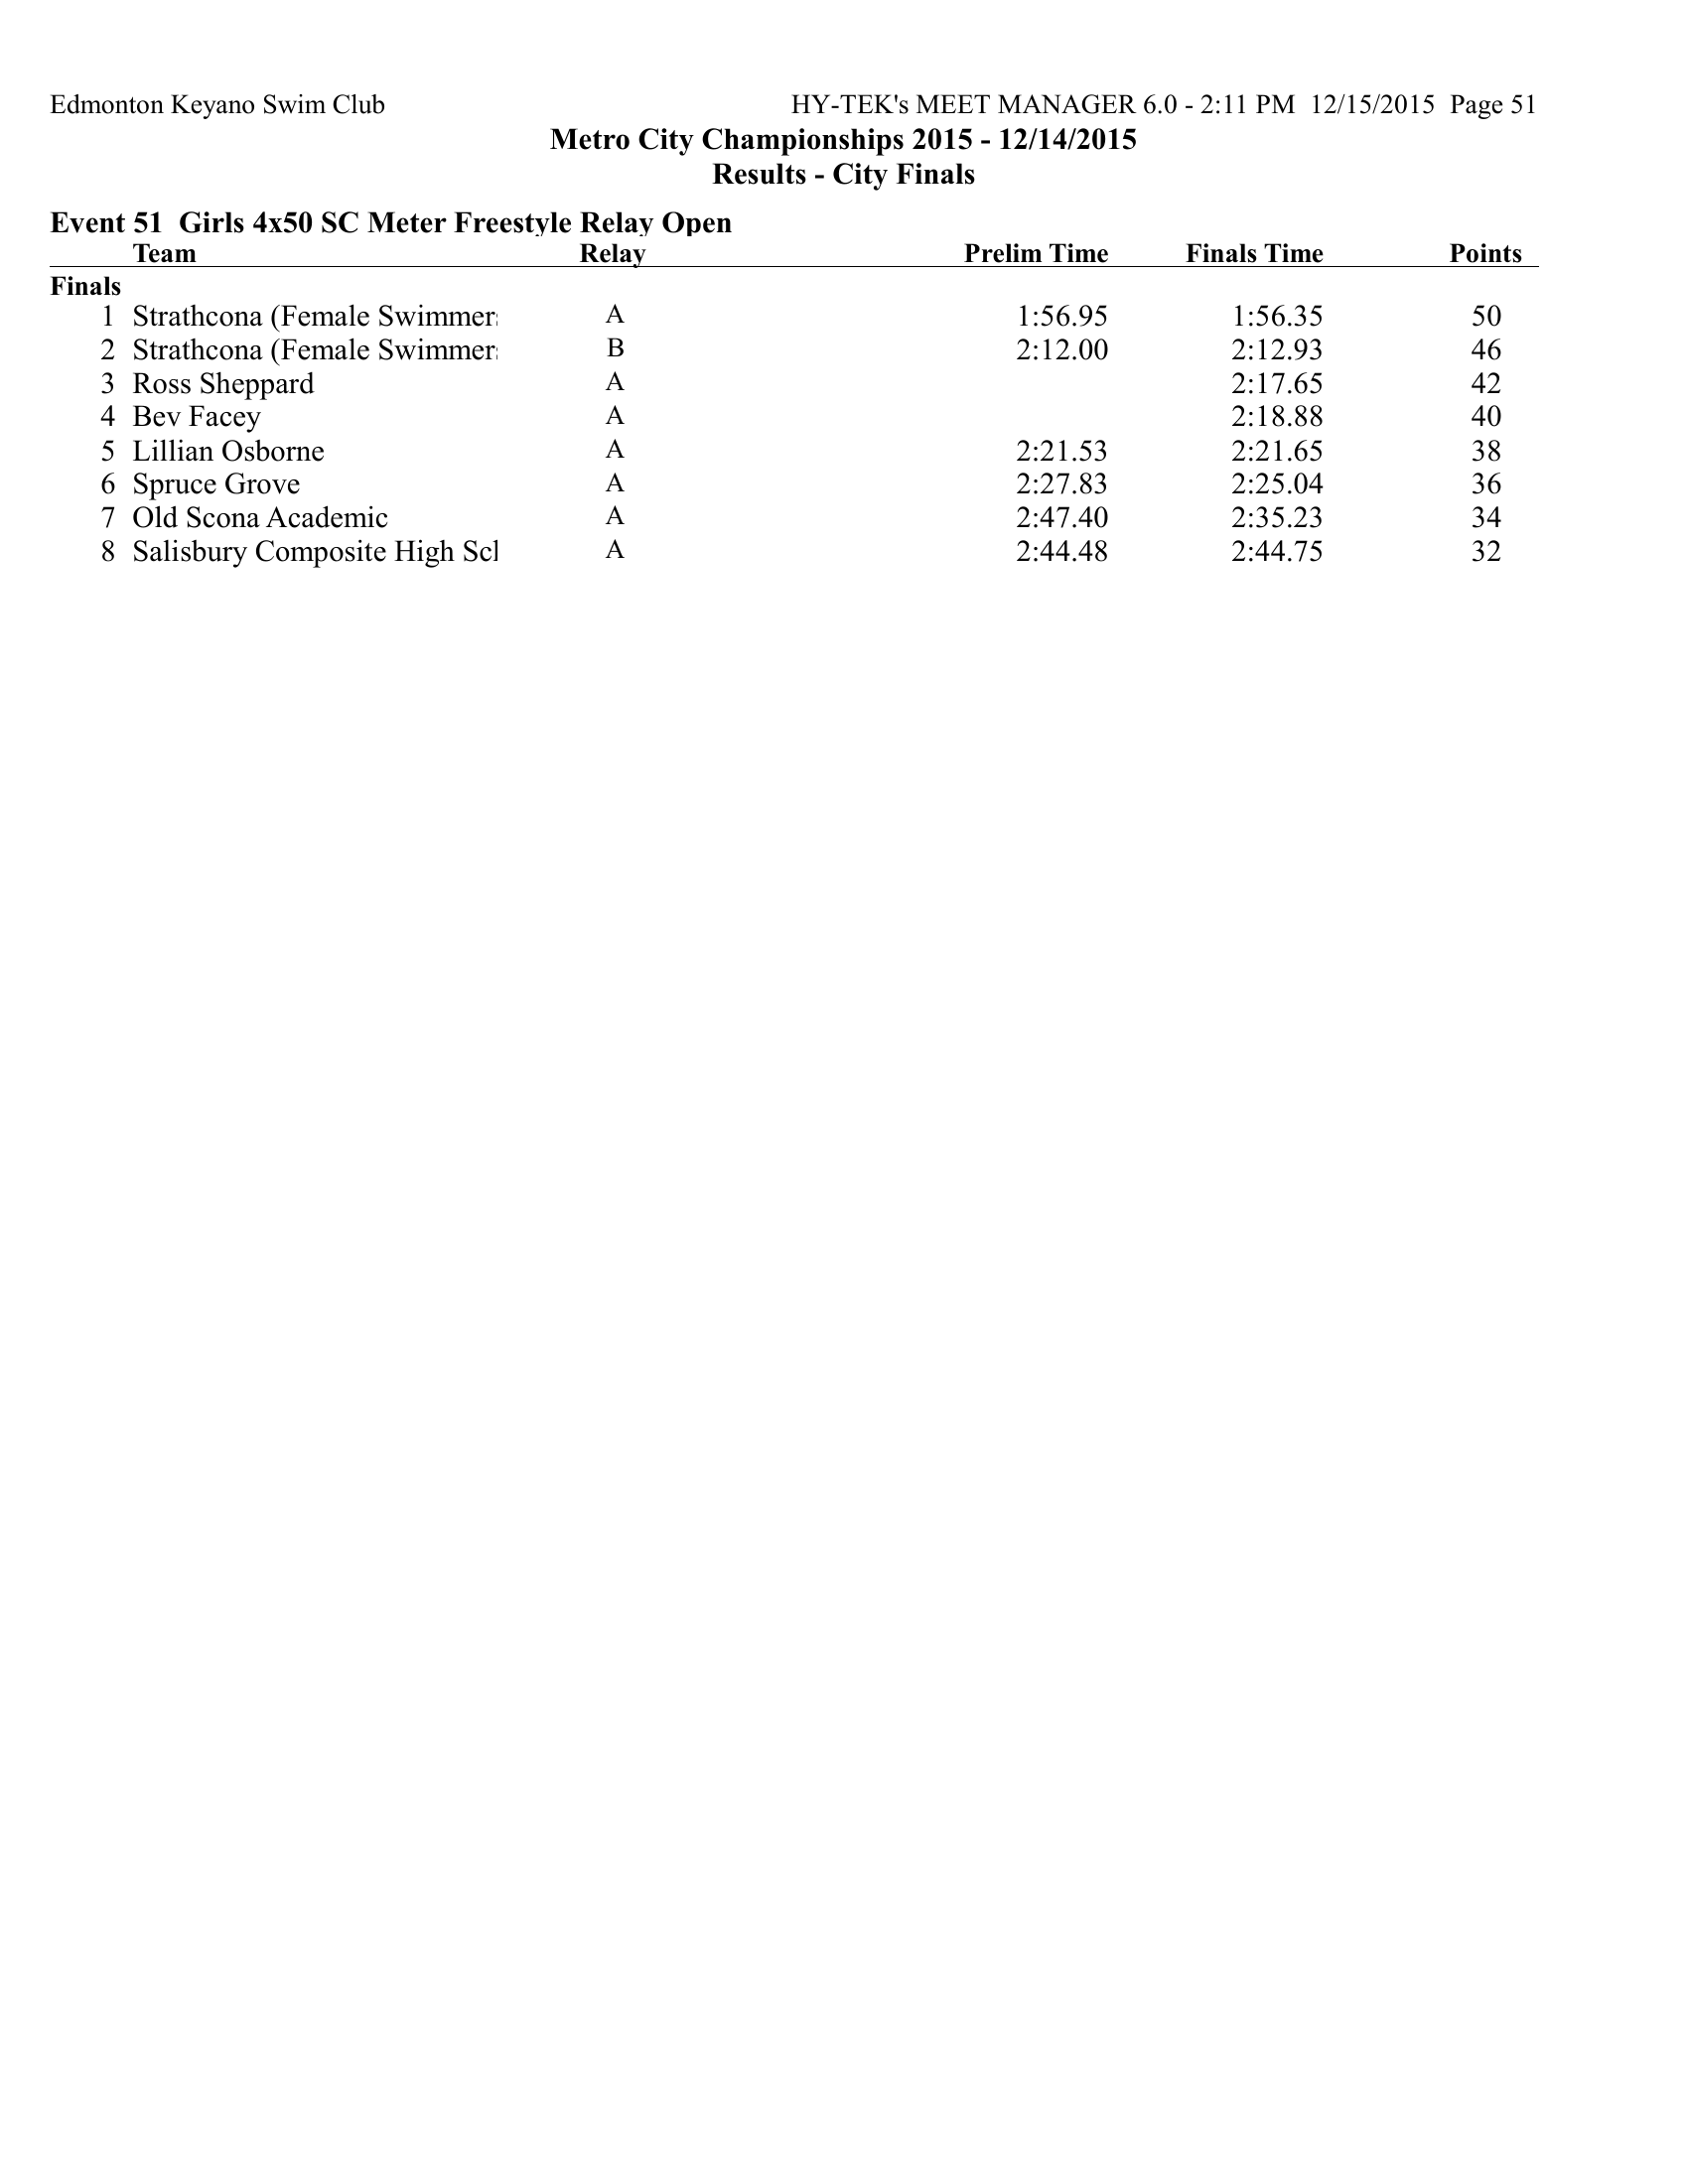 Edmonton Keyano Swim Club HY-TEK's MEET MANAGER 6.0 - 2:11 PM 12/15/2015 Page 51
Metro City Championships 2015 - 12/14/2015
Results - City Finals
Event 51 Girls 4x50 SC Meter Freestyle Relay Open
Team Relay Prelim Time Finals Time Points
Finals
1 Strathcona (Female Swimmers A 1:56.95 1:56.35 50
2 Strathcona (Female Swimmers B 2:12.00 2:12.93 46
3 Ross Sheppard A 2:17.65 42
4 Bev Facey A 2:18.88 40
5 Lillian Osborne A 2:21.53 2:21.65 38
6 Spruce Grove A 2:27.83 2:25.04 36
7 Old Scona Academic A 2:47.40 2:35.23 34
8 Salisbury Composite High Scl A 2:44.48 2:44.75 32